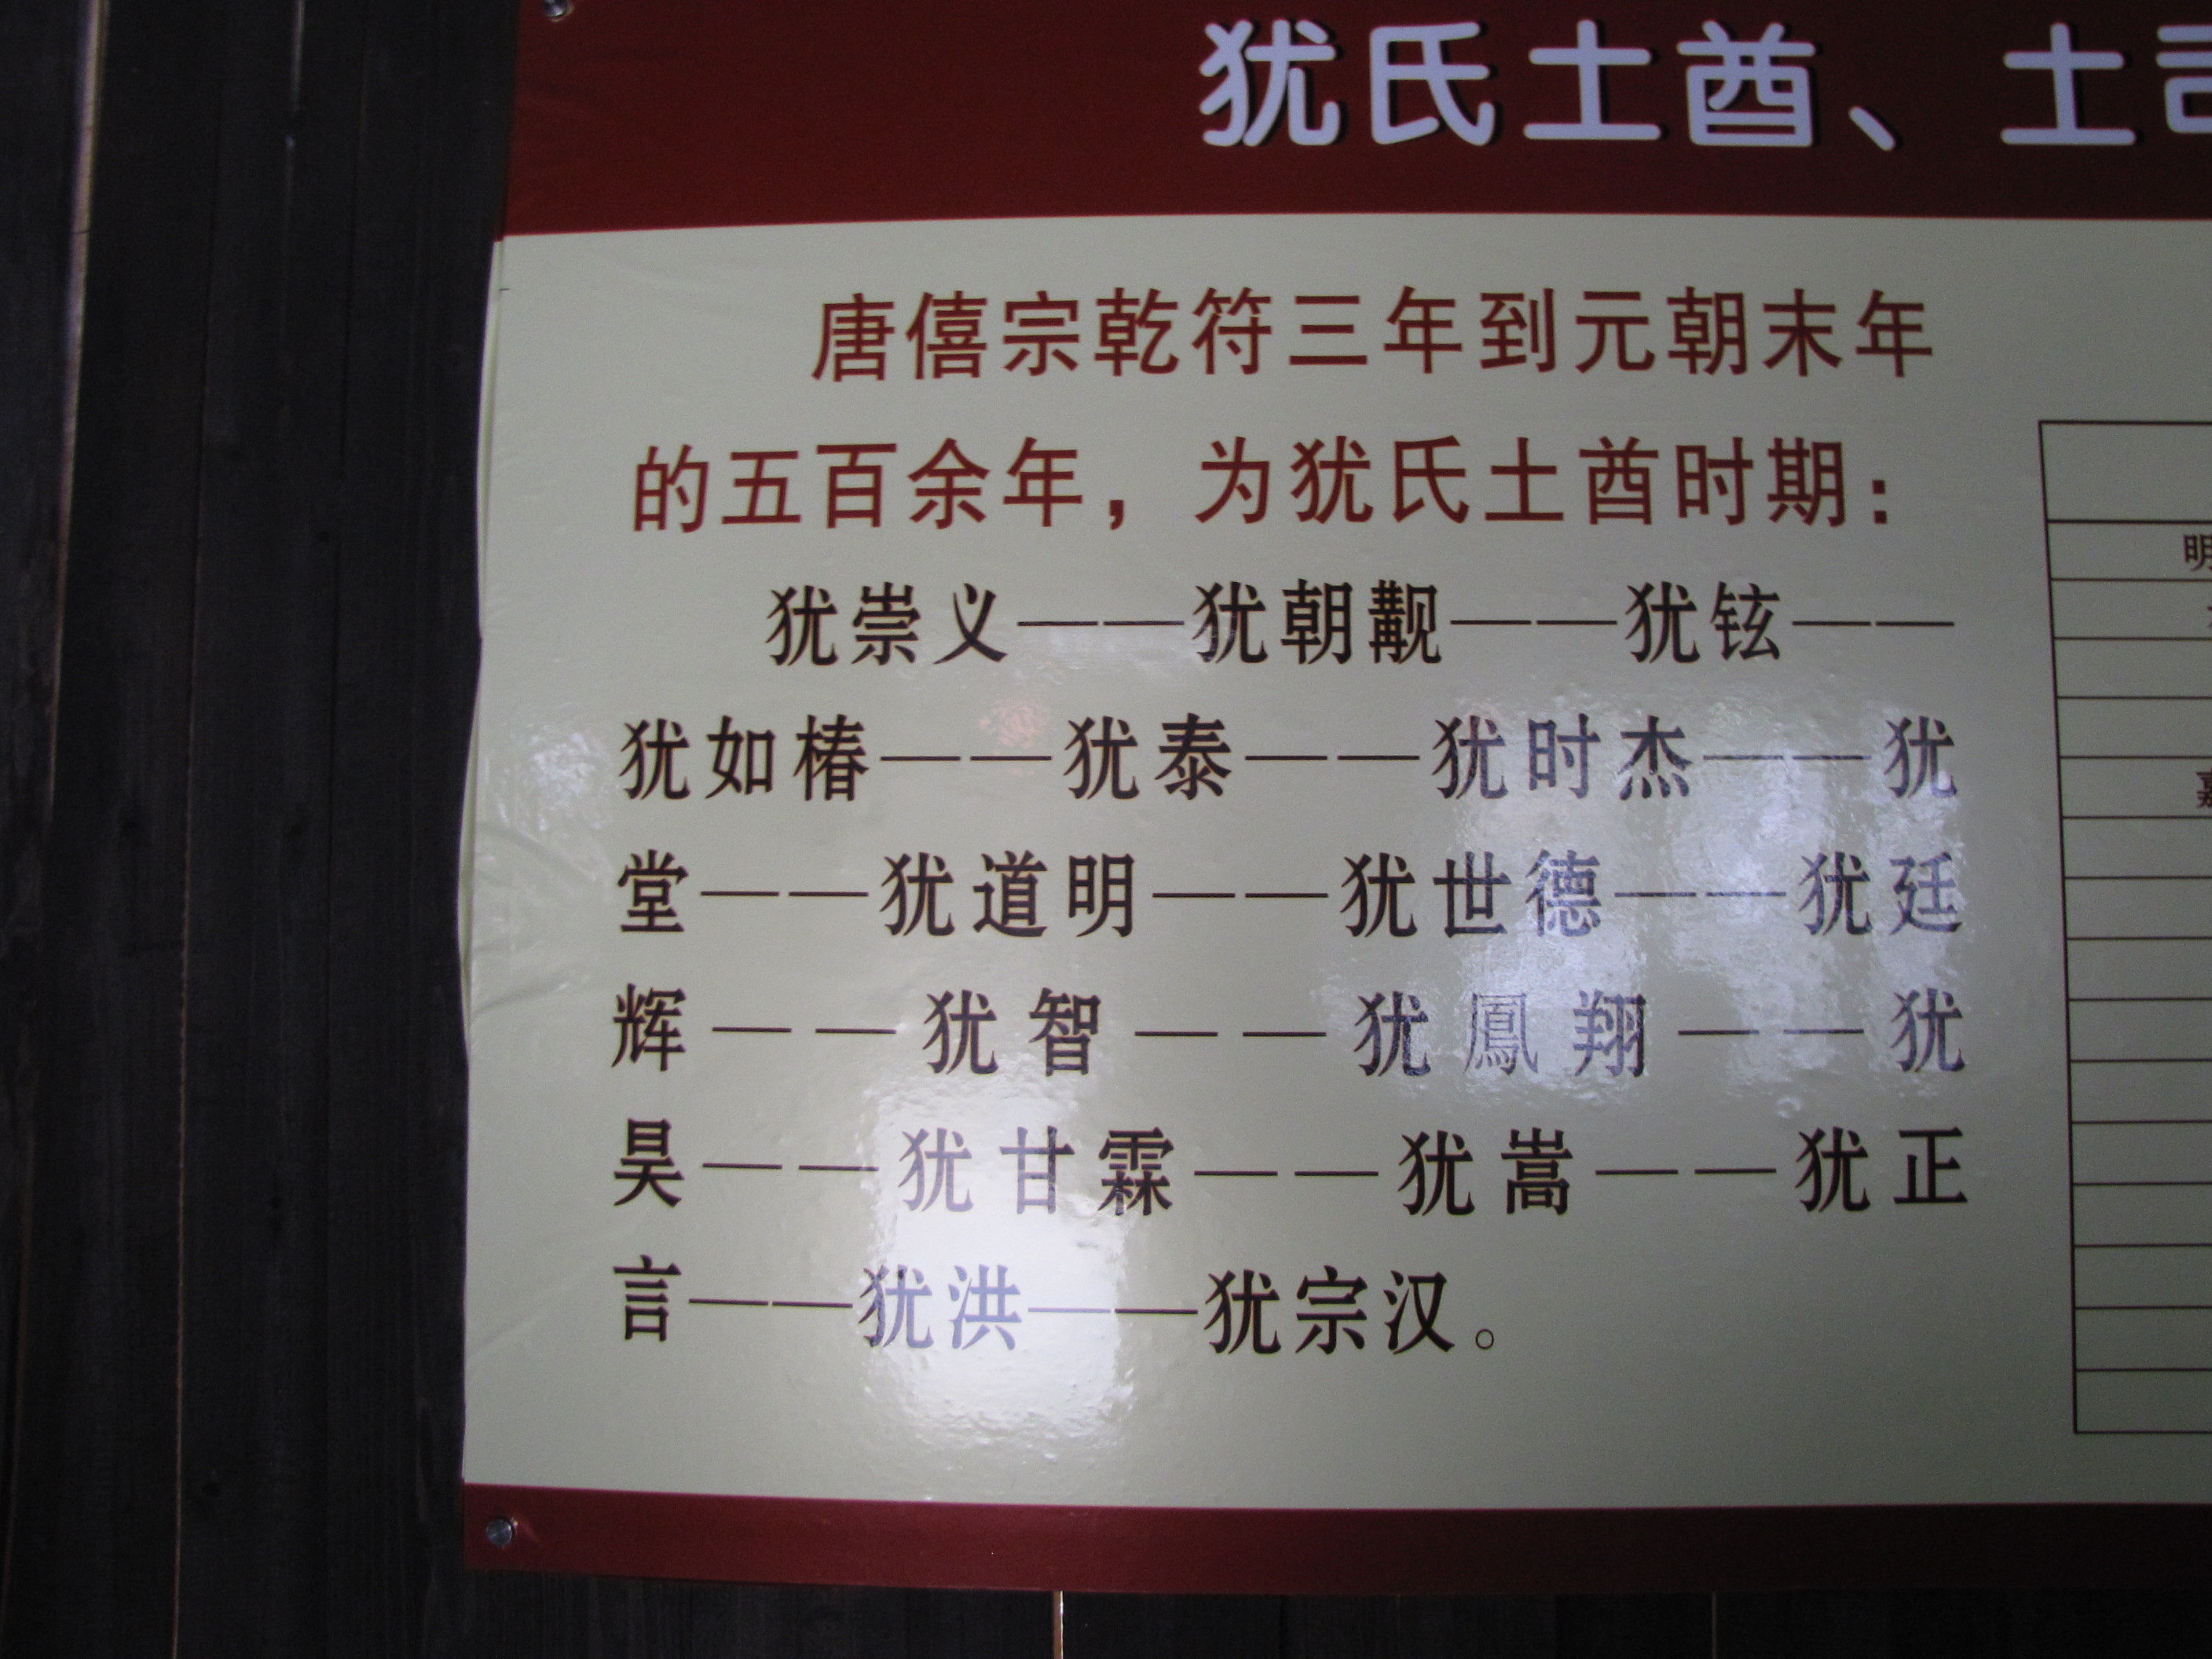 犹氏土酋、土司
唐僖宗乾符三年到元朝末年
的五百余年，为犹氏土酋时期：
犹崇义——犹朝觏——犹铉——
犹如椿——犹泰——犹时杰——犹
堂——犹道明——犹世德——犹廷
辉——犹智——犹鳳翔——犹
昊——犹甘霖——犹嵩——犹正
言——犹洪——犹宗汉。
明